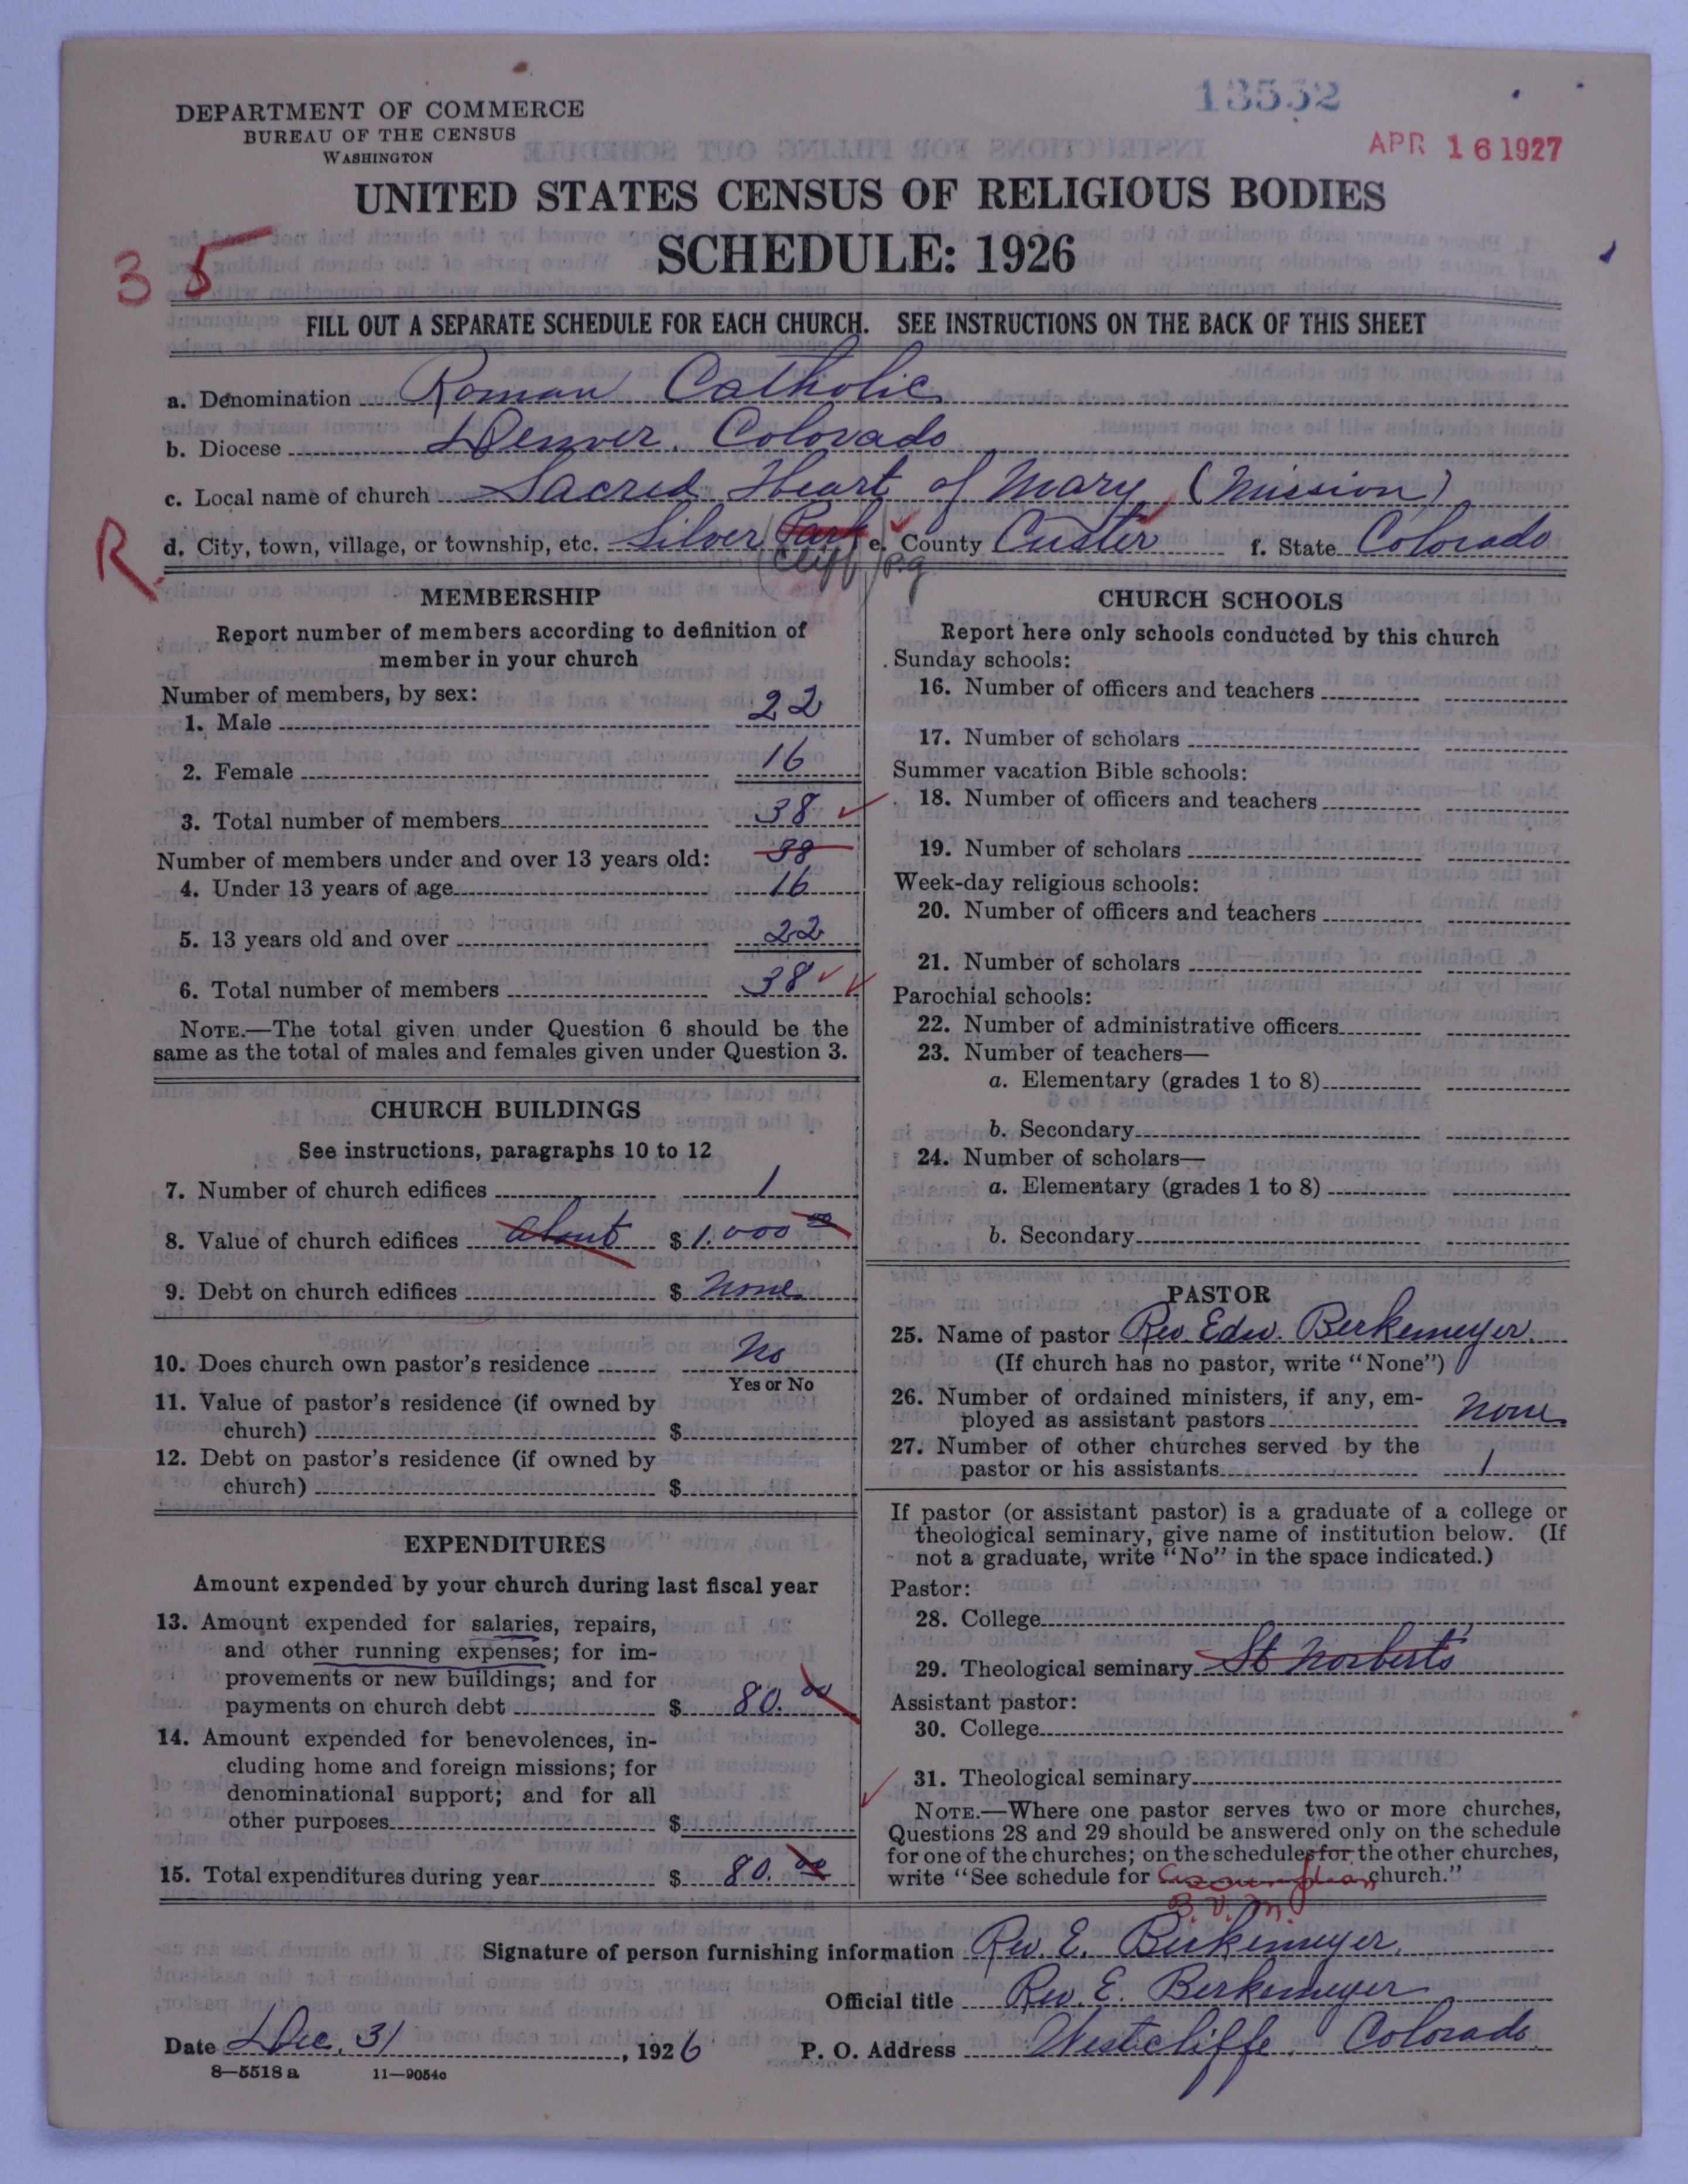 13532
DEPARTMENT OF COMMERCE
BUREAU OF THE CENSUS
WASHINGTON
APR 16 1927
UNITED STATES CENSUS OF RELIGIOUS BODIES
SCHEDULE: 1926
35
FILL OUT A SEPARATE SCHEDULE FOR EACH CHURCH. SEE INSTRUCTIONS ON THE BACK OF THIS SHEET
a. Denomination Roman Catholic
b. Diocese Denver. Colorado
c. Local name of church Sacred Heart of Mary (Mission)
R d. City, town, village, or township, etc. Silver Park e. County Custer f. State Colorado
(Cliff) pg
MEMBERSHIP
Report number of members according to definition of
member in your church
Number of members, by sex:
1. Male 22
2. Female 16
3. Total number of members 38
Number of members under and over 13 years old: 38
4. Under 13 years of age 16
5. 13 years old and over 22
6. Total number of members 38
NOTE.—The total given under Question 6 should be the
same as the total of males and females given under Question 3.
CHURCH BUILDINGS
See instructions, paragraphs 10 to 12
7. Number of church edifices 1
8. Value of church edifices about $ 1.000 00
9. Debt on church edifices $ none
10. Does church own pastor's residence No
Yes or No
11. Value of pastor's residence (if owned by
church) $
12. Debt on pastor's residence (if owned by
church) $
EXPENDITURES
Amount expended by your church during last fiscal year
13. Amount expended for salaries, repairs,
and other running expenses; for im-
provements or new buildings; and for
payments on church debt $ 80. 00
14. Amount expended for benevolences, in-
cluding home and foreign missions; for
denominational support; and for all
other purposes $
15. Total expenditures during year $ 80. 00
CHURCH SCHOOLS
Report here only schools conducted by this church
Sunday schools:
16. Number of officers and teachers
17. Number of scholars
Summer vacation Bible schools:
18. Number of officers and teachers
19. Number of scholars
Week-day religious schools:
20. Number of officers and teachers
21. Number of scholars
Parochial schools:
22. Number of administrative officers
23. Number of teachers—
a. Elementary (grades 1 to 8)
b. Secondary
24. Number of scholars—
a. Elementary (grades 1 to 8)
b. Secondary
PASTOR
25. Name of pastor Rev Edw. Berkemeyer
(If church has no pastor, write "None")
26. Number of ordained ministers, if any, em-
ployed as assistant pastors none
27. Number of other churches served by the
pastor or his assistants 1
If pastor (or assistant pastor) is a graduate of a college or
theological seminary, give name of institution below. (If
not a graduate, write "No" in the space indicated.)
Pastor:
28. College
29. Theological seminary St Norberts'
Assistant pastor:
30. College
31. Theological seminary
NOTE.—Where one pastor serves two or more churches,
Questions 28 and 29 should be answered only on the schedule
for one of the churches; on the schedules for the other churches,
write "See schedule for Assumption church."
B. V. M.
Signature of person furnishing information Rev. E. Berkemeyer
Official title Rev. E. Berkemeyer
Date Dec. 31, 1926 P. O. Address Westcliffe, Colorado
8—5518 a 11—9054c